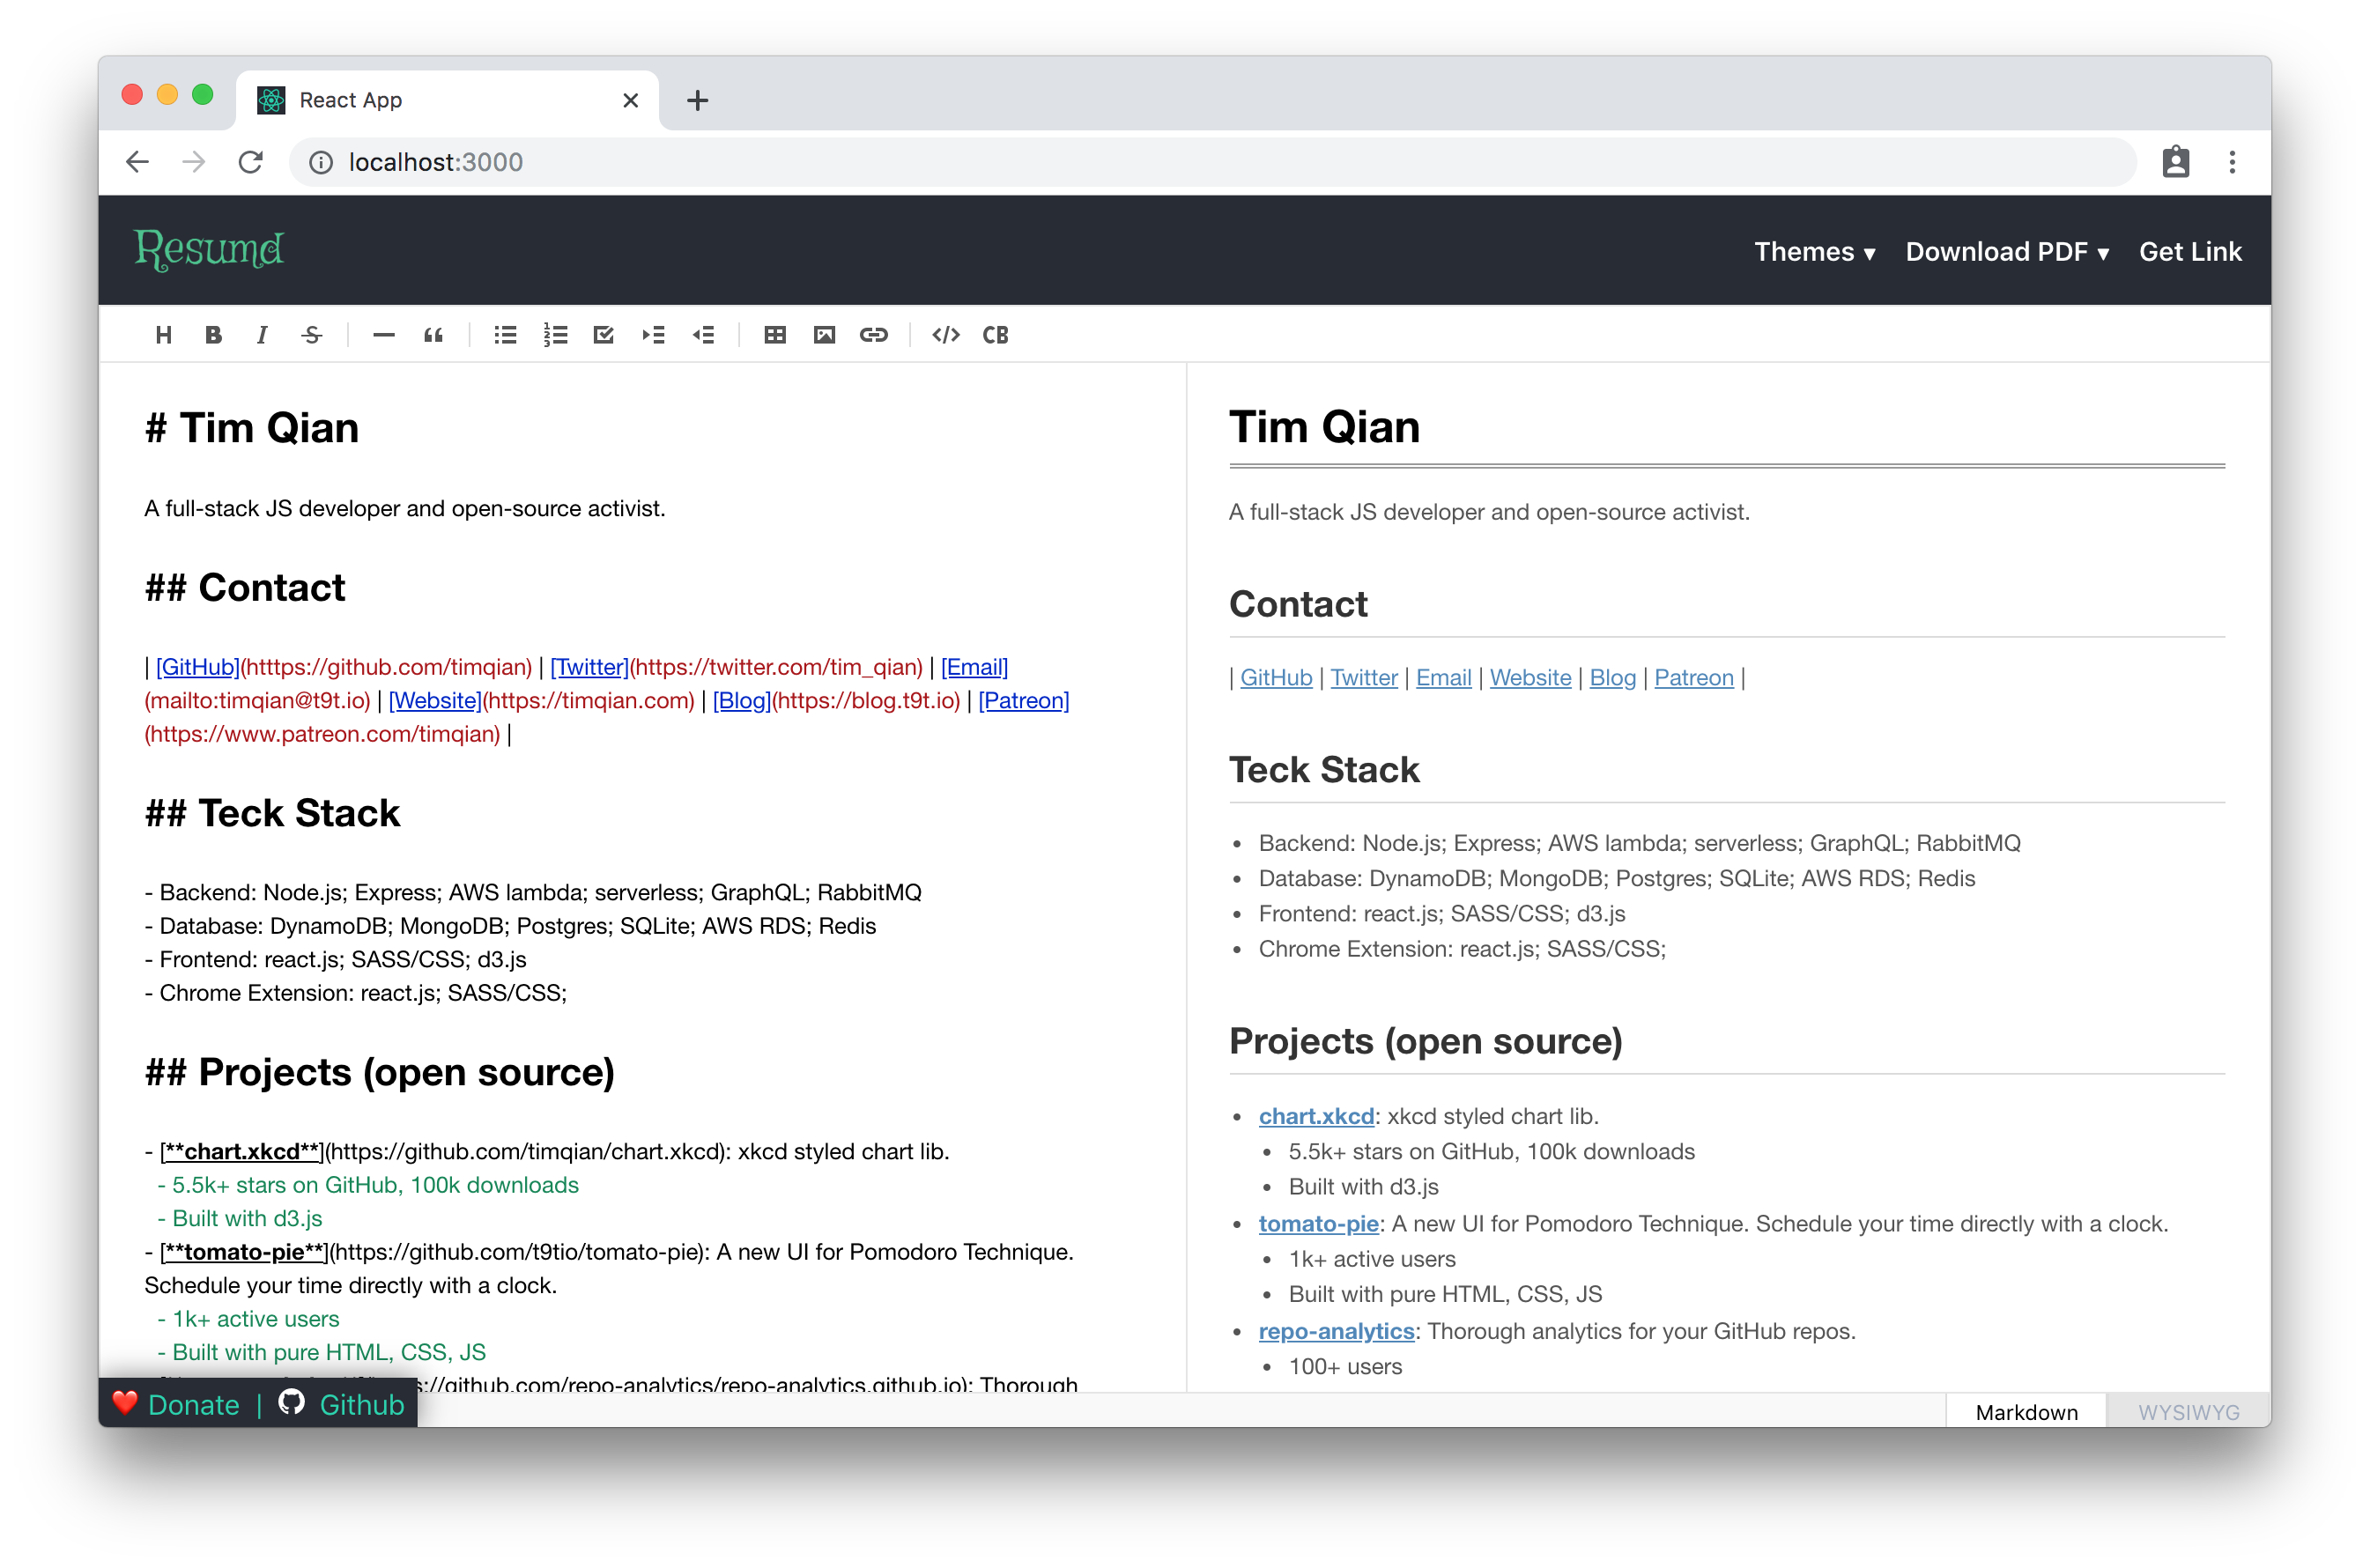 React App
localhost:3000
Resumd
Themes ▾ Download PDF ▾ Get Link
H B I S CB
# Tim Qian
A full-stack JS developer and open-source activist.
## Contact
| [GitHub](htttps://github.com/timqian) | [Twitter](https://twitter.com/tim_qian) | [Email]
(mailto:timqian@t9t.io) | [Website](https://timqian.com) | [Blog](https://blog.t9t.io) | [Patreon]
(https://www.patreon.com/timqian) |
## Teck Stack
- Backend: Node.js; Express; AWS lambda; serverless; GraphQL; RabbitMQ
- Database: DynamoDB; MongoDB; Postgres; SQLite; AWS RDS; Redis
- Frontend: react.js; SASS/CSS; d3.js
- Chrome Extension: react.js; SASS/CSS;
## Projects (open source)
- [**chart.xkcd**](https://github.com/timqian/chart.xkcd): xkcd styled chart lib.
- 5.5k+ stars on GitHub, 100k downloads
- Built with d3.js
- [**tomato-pie**](https://github.com/t9tio/tomato-pie): A new UI for Pomodoro Technique.
Schedule your time directly with a clock.
- 1k+ active users
- Built with pure HTML, CSS, JS
s://github.com/repo-analytics/repo-analytics.github.io): Thorough
Tim Qian
A full-stack JS developer and open-source activist.
Contact
| GitHub | Twitter | Email | Website | Blog | Patreon |
Teck Stack
• Backend: Node.js; Express; AWS lambda; serverless; GraphQL; RabbitMQ
• Database: DynamoDB; MongoDB; Postgres; SQLite; AWS RDS; Redis
• Frontend: react.js; SASS/CSS; d3.js
• Chrome Extension: react.js; SASS/CSS;
Projects (open source)
• chart.xkcd: xkcd styled chart lib.
• 5.5k+ stars on GitHub, 100k downloads
• Built with d3.js
• tomato-pie: A new UI for Pomodoro Technique. Schedule your time directly with a clock.
• 1k+ active users
• Built with pure HTML, CSS, JS
• repo-analytics: Thorough analytics for your GitHub repos.
• 100+ users
Donate | Github
Markdown WYSIWYG